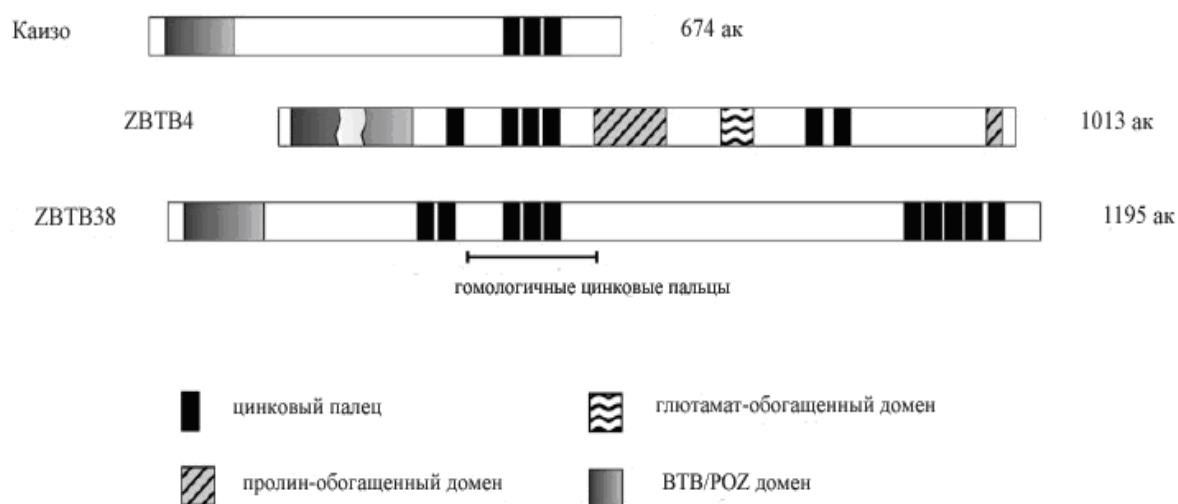 Каизо 674 ак
ZBTB4 1013 ак
ZBTB38 1195 ак
гомологичные цинковые пальцы
цинковый палец глютамат-обогащенный домен
пролин-обогащенный домен BTB/POZ домен